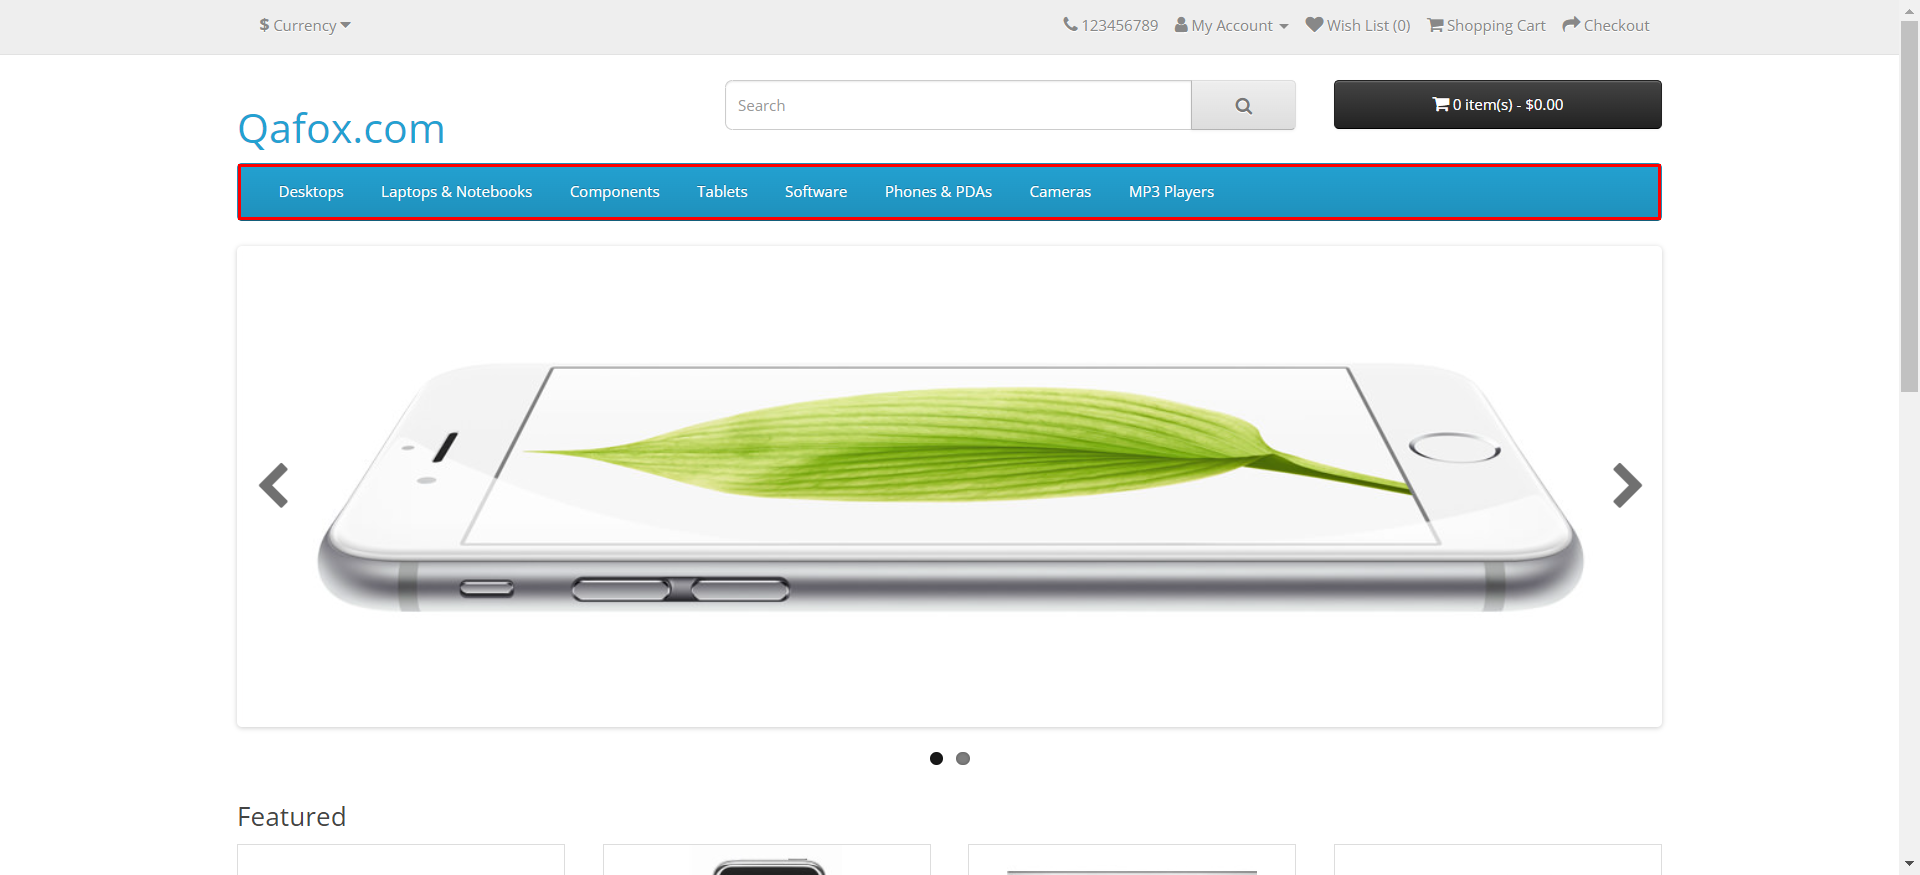 $ Currency
123456789 My Account Wish List (0) Shopping Cart Checkout
Qafox.com
Search
0 item(s) - $0.00
Desktops Laptops & Notebooks Components Tablets Software Phones & PDAs Cameras MP3 Players
Featured